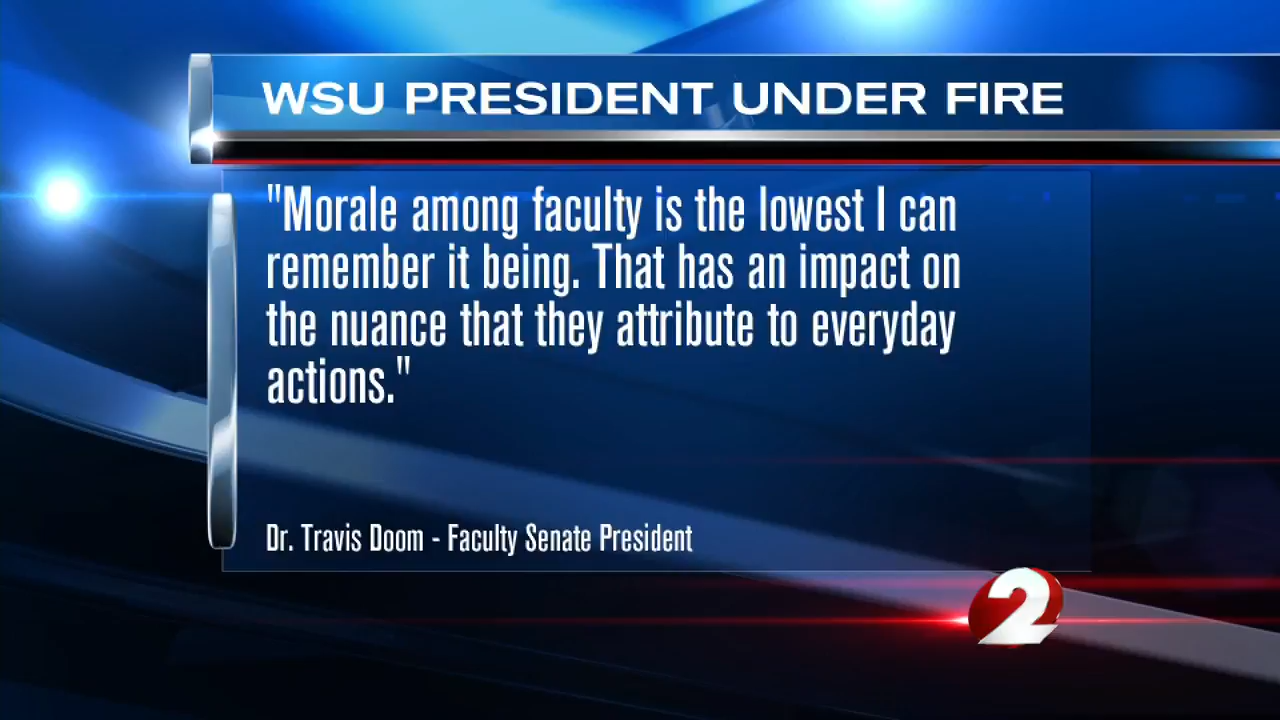 WSU PRESIDENT UNDER FIRE
"Morale among faculty is the lowest I can
remember it being. That has an impact on
the nuance that they attribute to everyday
actions."
Dr. Travis Doom - Faculty Senate President
2